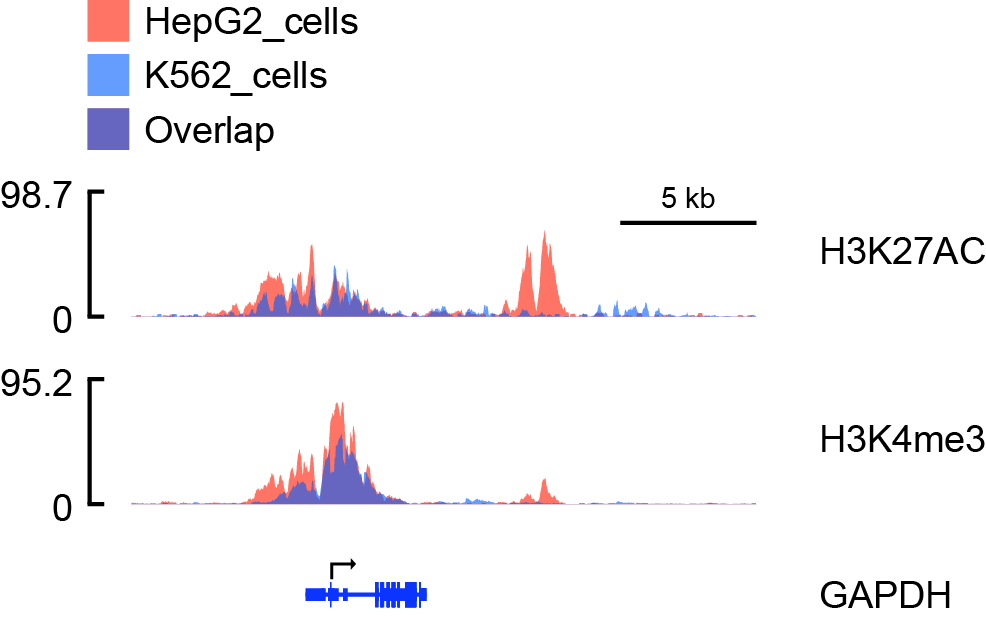 HepG2_cells
K562_cells
Overlap
98.7
5 kb
H3K27AC
0
95.2
H3K4me3
0
GAPDH